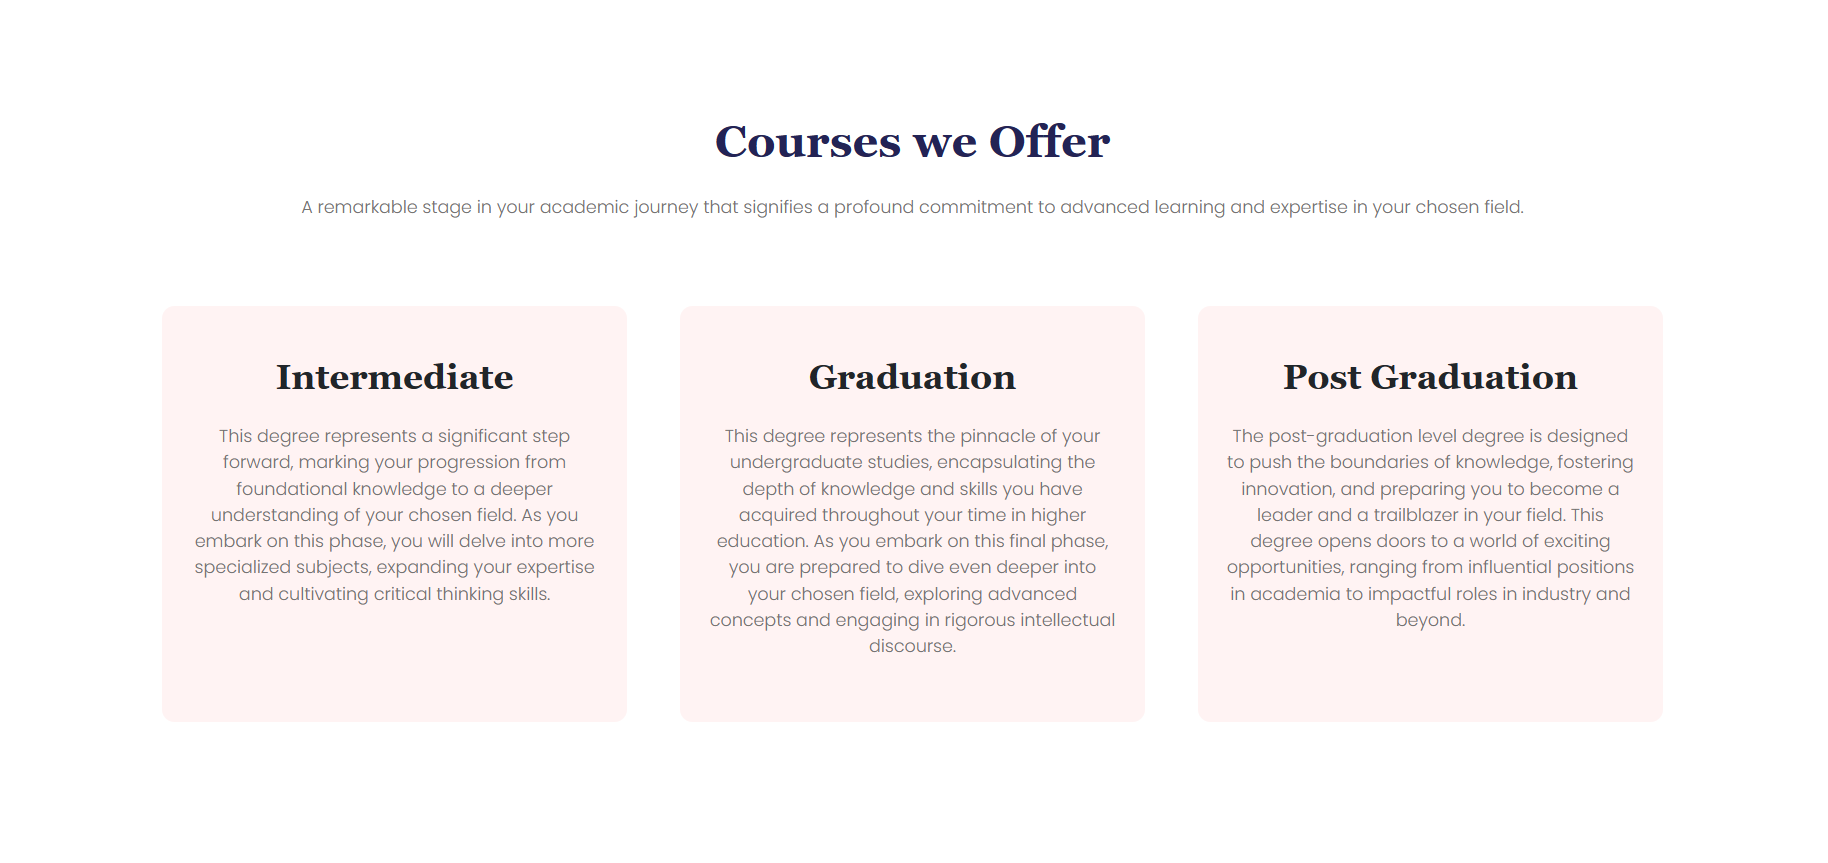 Courses we Offer
A remarkable stage in your academic journey that signifies a profound commitment to advanced learning and expertise in your chosen field.
Intermediate
This degree represents a significant step
forward, marking your progression from
foundational knowledge to a deeper
understanding of your chosen field. As you
embark on this phase, you will delve into more
specialized subjects, expanding your expertise
and cultivating critical thinking skills.
Graduation
This degree represents the pinnacle of your
undergraduate studies, encapsulating the
depth of knowledge and skills you have
acquired throughout your time in higher
education. As you embark on this final phase,
you are prepared to dive even deeper into
your chosen field, exploring advanced
concepts and engaging in rigorous intellectual
discourse.
Post Graduation
The post-graduation level degree is designed
to push the boundaries of knowledge, fostering
innovation, and preparing you to become a
leader and a trailblazer in your field. This
degree opens doors to a world of exciting
opportunities, ranging from influential positions
in academia to impactful roles in industry and
beyond.